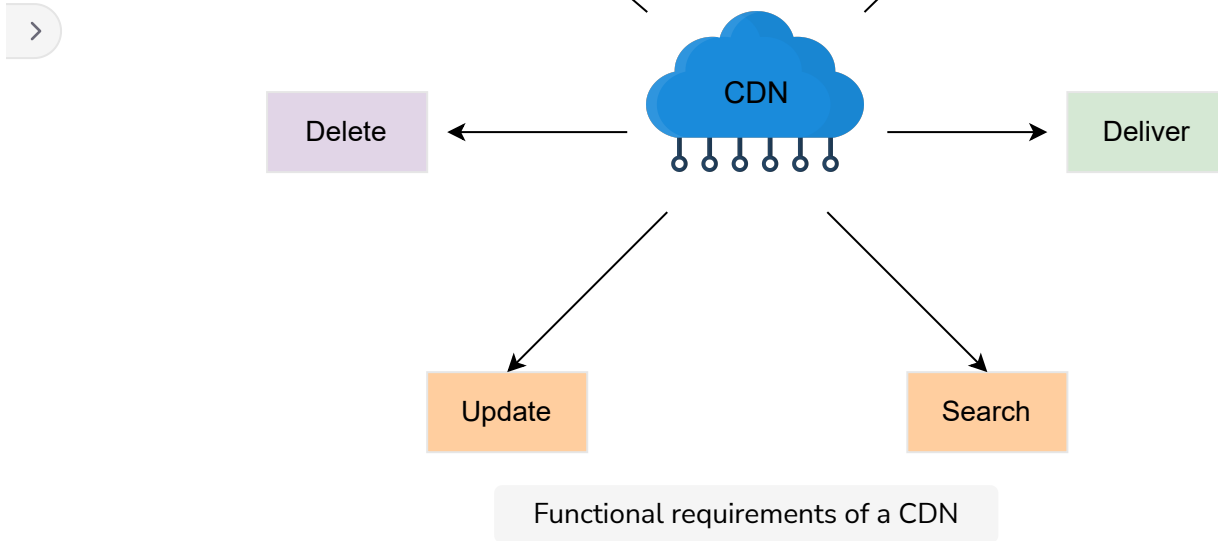 CDN
Delete
Deliver
Update
Search
Functional requirements of a CDN